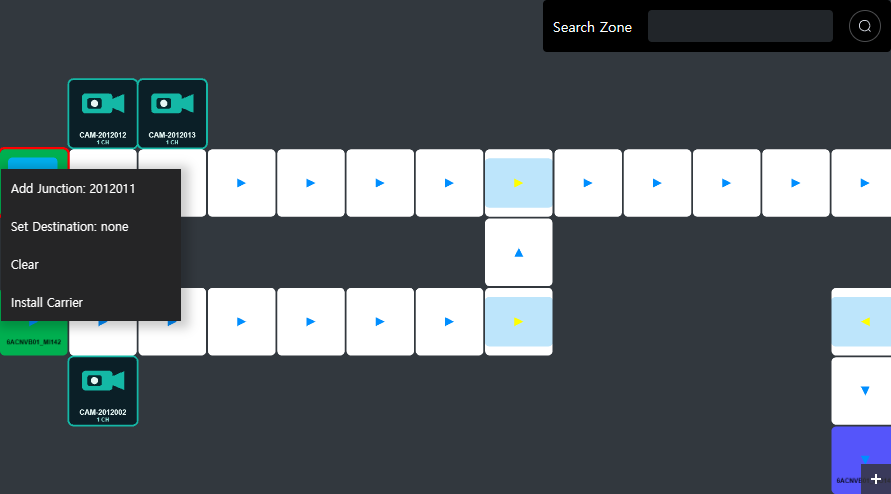 Search Zone
CAM-2012012
1 CH
CAM-2012013
1 CH
Add Junction: 2012011
Set Destination: none
Clear
Install Carrier
6ACNVB01_MI142
CAM-2012002
1 CH